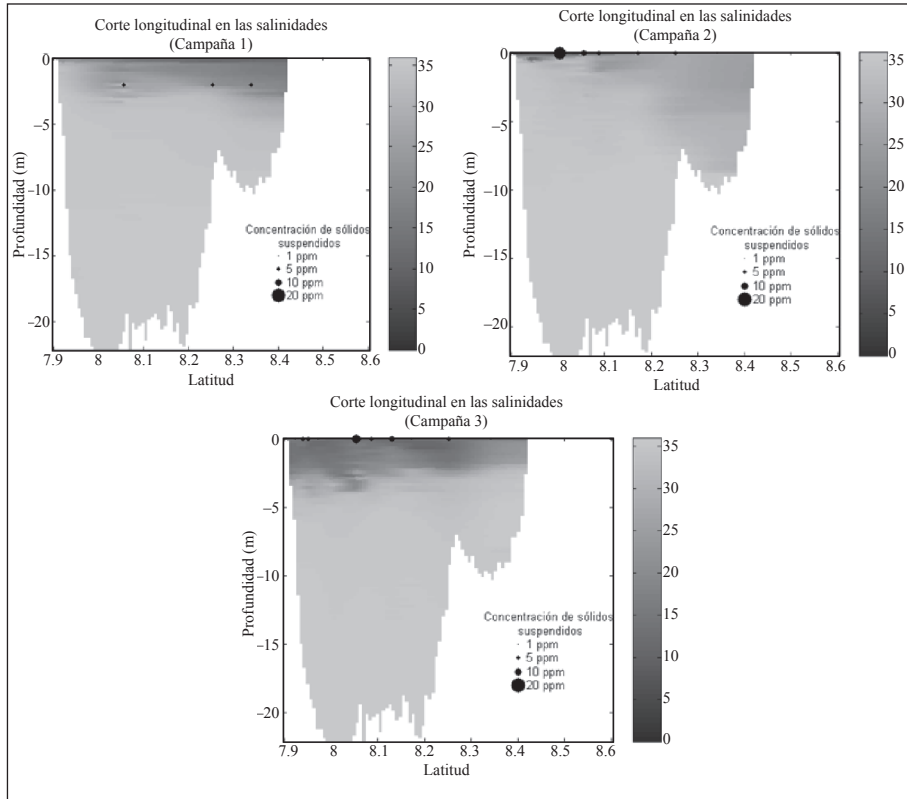 Corte longitudinal en las salinidades
(Campaña 1)
0
−5
−10
−15
−20
Profundidad (m)
7.9 8 8.1 8.2 8.3 8.4 8.5 8.6
Latitud
Concentración de sólidos
suspendidos
1 ppm
5 ppm
10 ppm
20 ppm
35
30
25
20
15
10
5
0
Corte longitudinal en las salinidades
(Campaña 2)
0
−5
−10
−15
−20
Profundidad (m)
7.9 8 8.1 8.2 8.3 8.4 8.5 8.6
Latitud
Concentración de sólidos
suspendidos
1 ppm
5 ppm
10 ppm
20 ppm
35
30
25
20
15
10
5
0
Corte longitudinal en las salinidades
(Campaña 3)
0
−5
−10
−15
−20
Profundidad (m)
7.9 8 8.1 8.2 8.3 8.4 8.5 8.6
Latitud
Concentración de sólidos
suspendidos
1 ppm
5 ppm
10 ppm
20 ppm
35
30
25
20
15
10
5
0